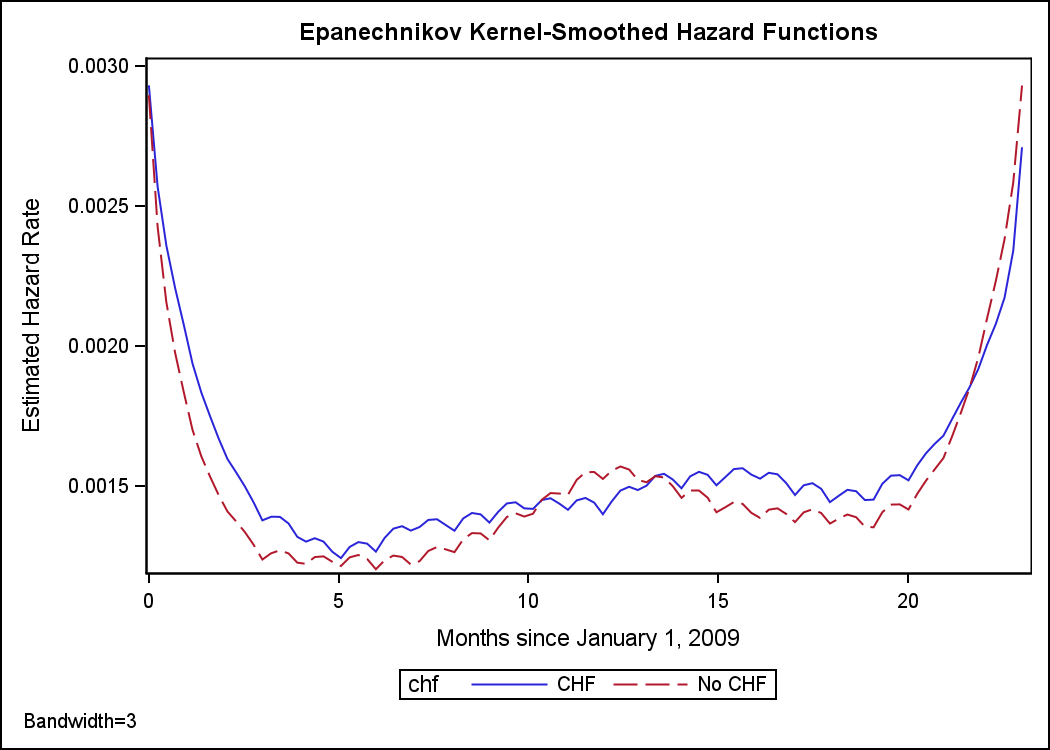 Epanechnikov Kernel-Smoothed Hazard Functions
0.0030
0.0025
0.0020
0.0015
Estimated Hazard Rate
0 5 10 15 20
Months since January 1, 2009
chf CHF No CHF
Bandwidth=3